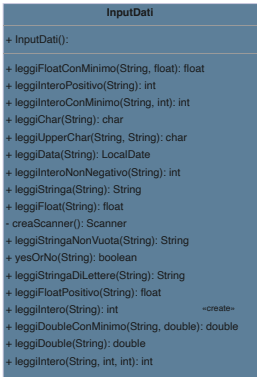 InputDati
+ InputDati():
+ leggiFloatConMinimo(String, float): float
+ leggiInteroPositivo(String): int
+ leggiInteroConMinimo(String, int): int
+ leggiChar(String): char
+ leggiUpperChar(String, String): char
+ leggiData(String): LocalDate
+ leggiInteroNonNegativo(String): int
+ leggiStringa(String): String
+ leggiFloat(String): float
- creaScanner(): Scanner
+ leggiStringaNonVuota(String): String
+ yesOrNo(String): boolean
+ leggiStringaDiLettere(String): String
+ leggiFloatPositivo(String): float
+ leggiIntero(String): int «create»
+ leggiDoubleConMinimo(String, double): double
+ leggiDouble(String): double
+ leggiIntero(String, int, int): int